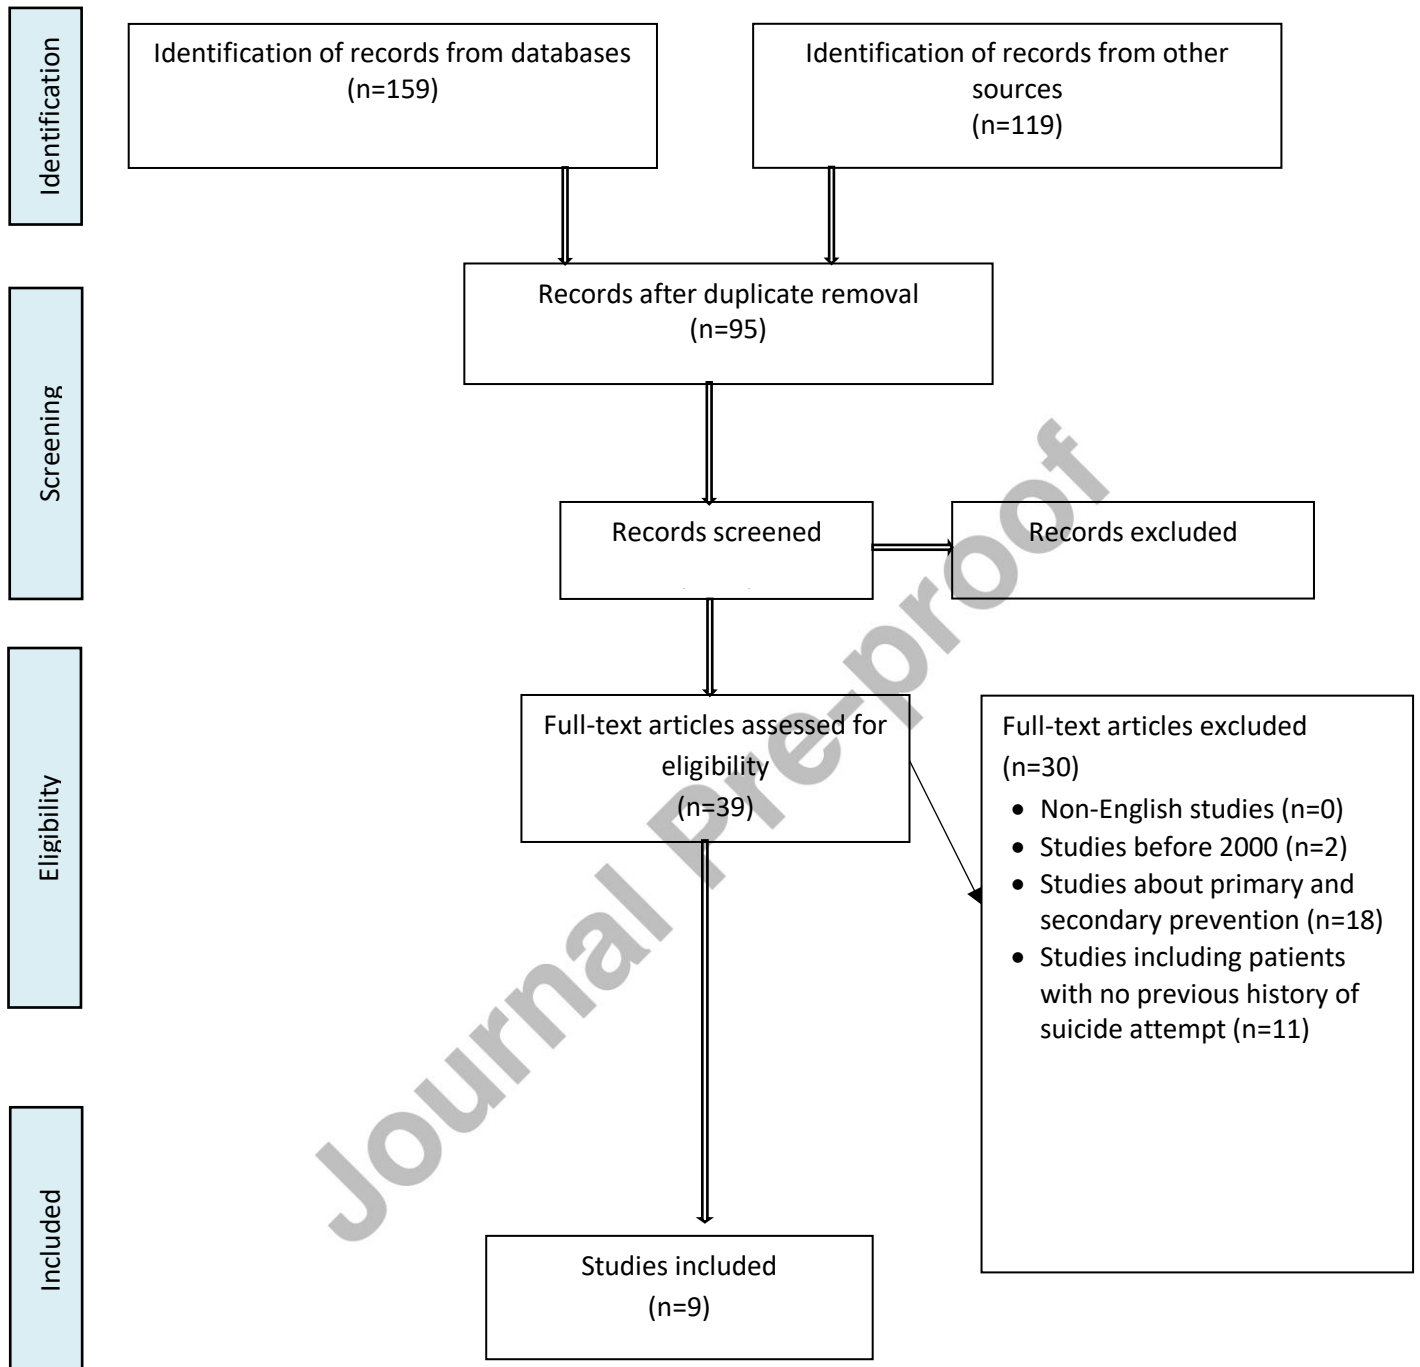 Identification
Identification of records from databases
(n=159)
Identification of records from other
sources
(n=119)
Screening
Records after duplicate removal
(n=95)
Records screened
Records excluded
Eligibility
Full-text articles assessed for
eligibility
(n=39)
Full-text articles excluded
(n=30)
• Non-English studies (n=0)
• Studies before 2000 (n=2)
• Studies about primary and
secondary prevention (n=18)
• Studies including patients
with no previous history of
suicide attempt (n=11)
Included
Studies included
(n=9)
Journal Pre-proof